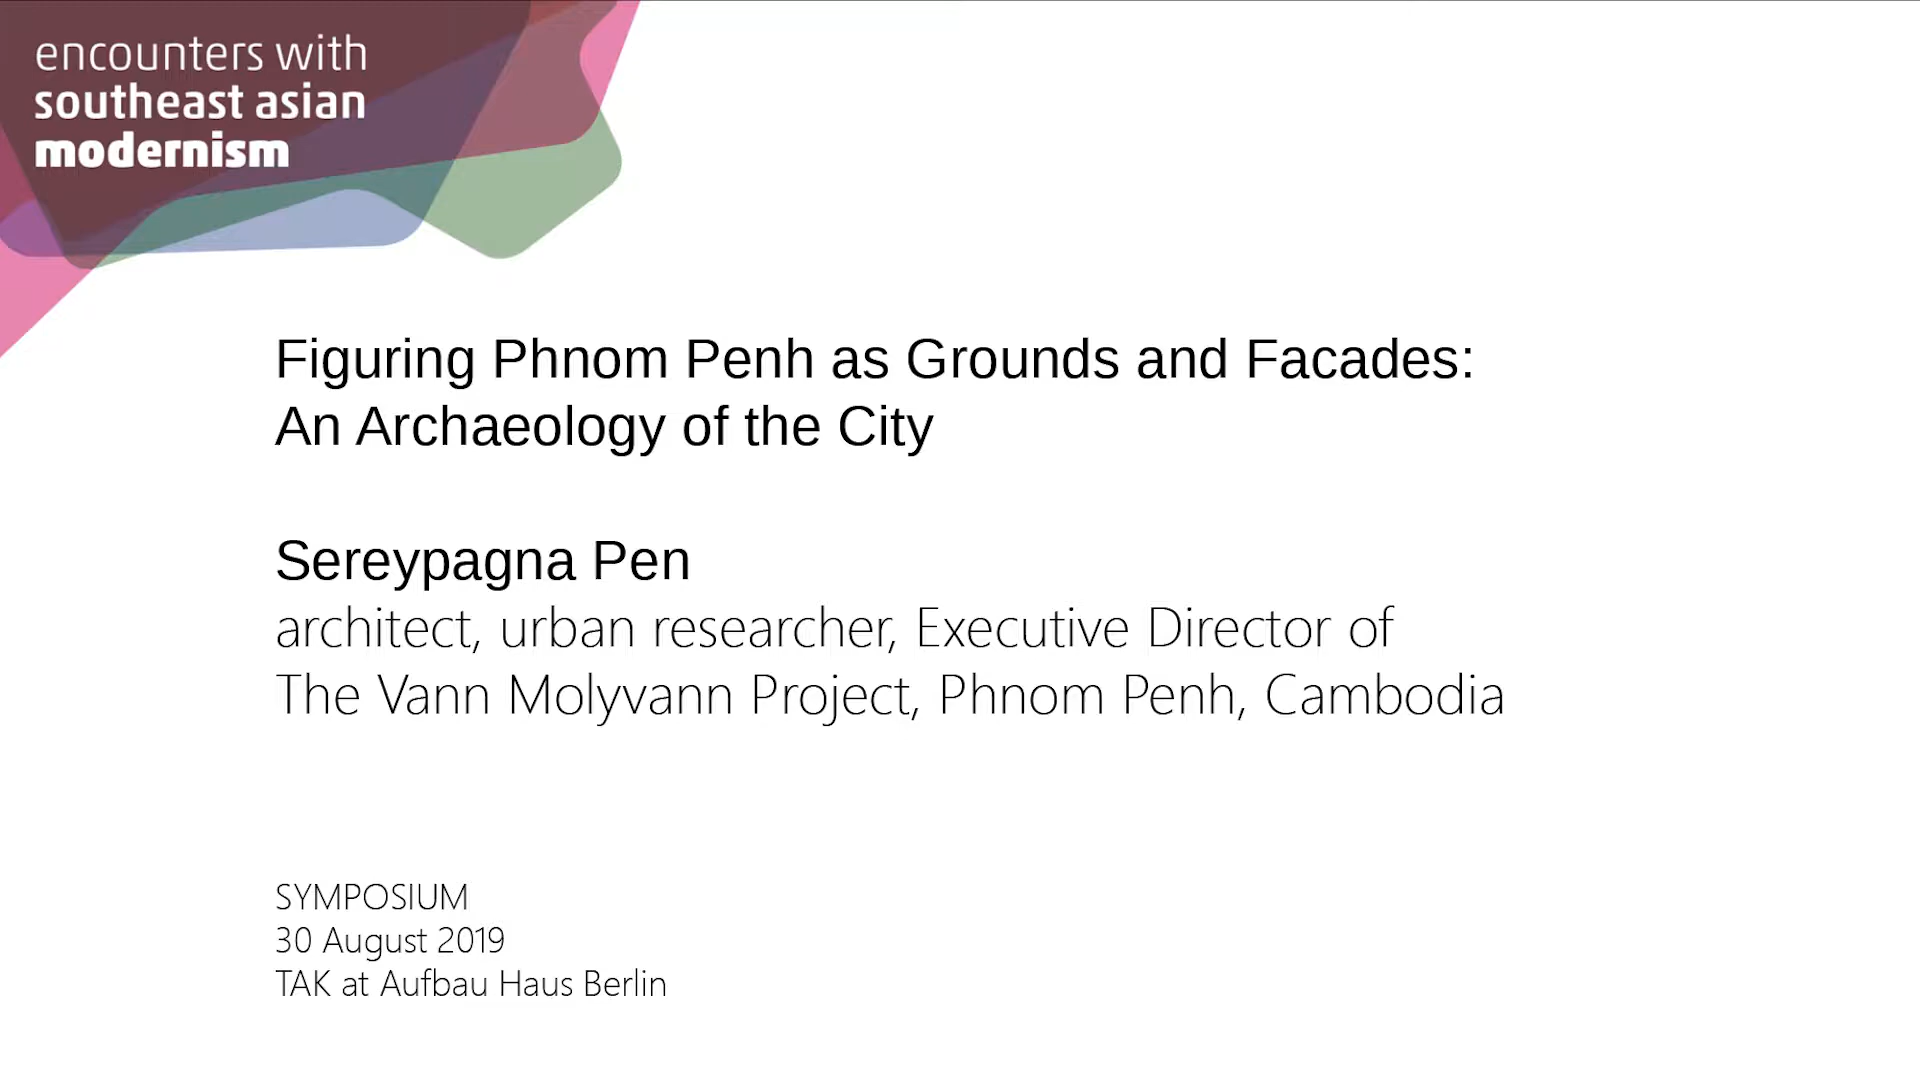 encounters with
southeast asian
modernism
Figuring Phnom Penh as Grounds and Facades:
An Archaeology of the City
Sereypagna Pen
architect, urban researcher, Executive Director of
The Vann Molyvann Project, Phnom Penh, Cambodia
SYMPOSIUM
30 August 2019
TAK at Aufbau Haus Berlin